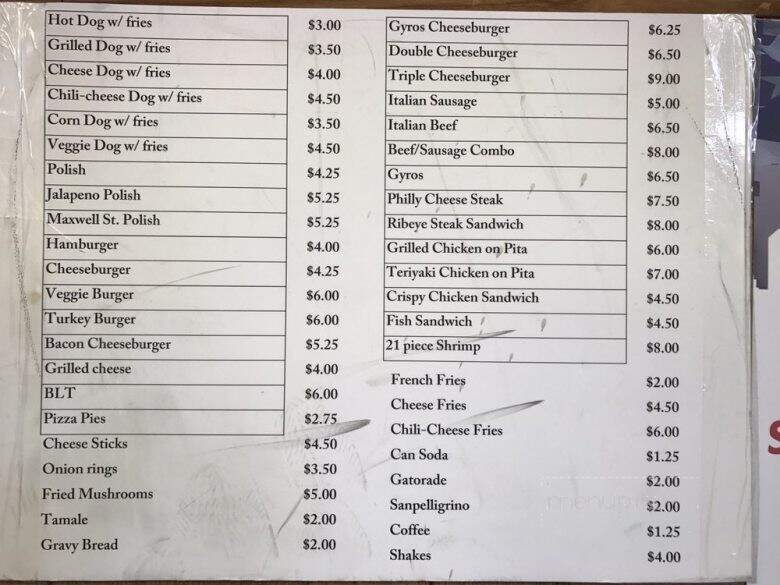 Hot Dog w/ fries $3.00
Grilled Dog w/ fries $3.50
Cheese Dog w/ fries $4.00
Chili-cheese Dog w/ fries $4.50
Corn Dog w/ fries $3.50
Veggie Dog w/ fries $4.50
Polish $4.25
Jalapeno Polish $5.25
Maxwell St. Polish $5.25
Hamburger $4.00
Cheeseburger $4.25
Veggie Burger $6.00
Turkey Burger $6.00
Bacon Cheeseburger $5.25
Grilled cheese $4.00
BLT $6.00
Pizza Pies $2.75
Cheese Sticks $4.50
Onion rings $3.50
Fried Mushrooms $5.00
Tamale $2.00
Gravy Bread $2.00
Gyros Cheeseburger $6.25
Double Cheeseburger $6.50
Triple Cheeseburger $9.00
Italian Sausage $5.00
Italian Beef $6.50
Beef/Sausage Combo $8.00
Gyros $6.50
Philly Cheese Steak $7.50
Ribeye Steak Sandwich $8.00
Grilled Chicken on Pita $6.00
Teriyaki Chicken on Pita $7.00
Crispy Chicken Sandwich $4.50
Fish Sandwich $4.50
21 piece Shrimp $8.00
French Fries $2.00
Cheese Fries $4.50
Chili-Cheese Fries $6.00
Can Soda $1.25
Gatorade $2.00
Sanpelligrino $2.00
Coffee $1.25
Shakes $4.00